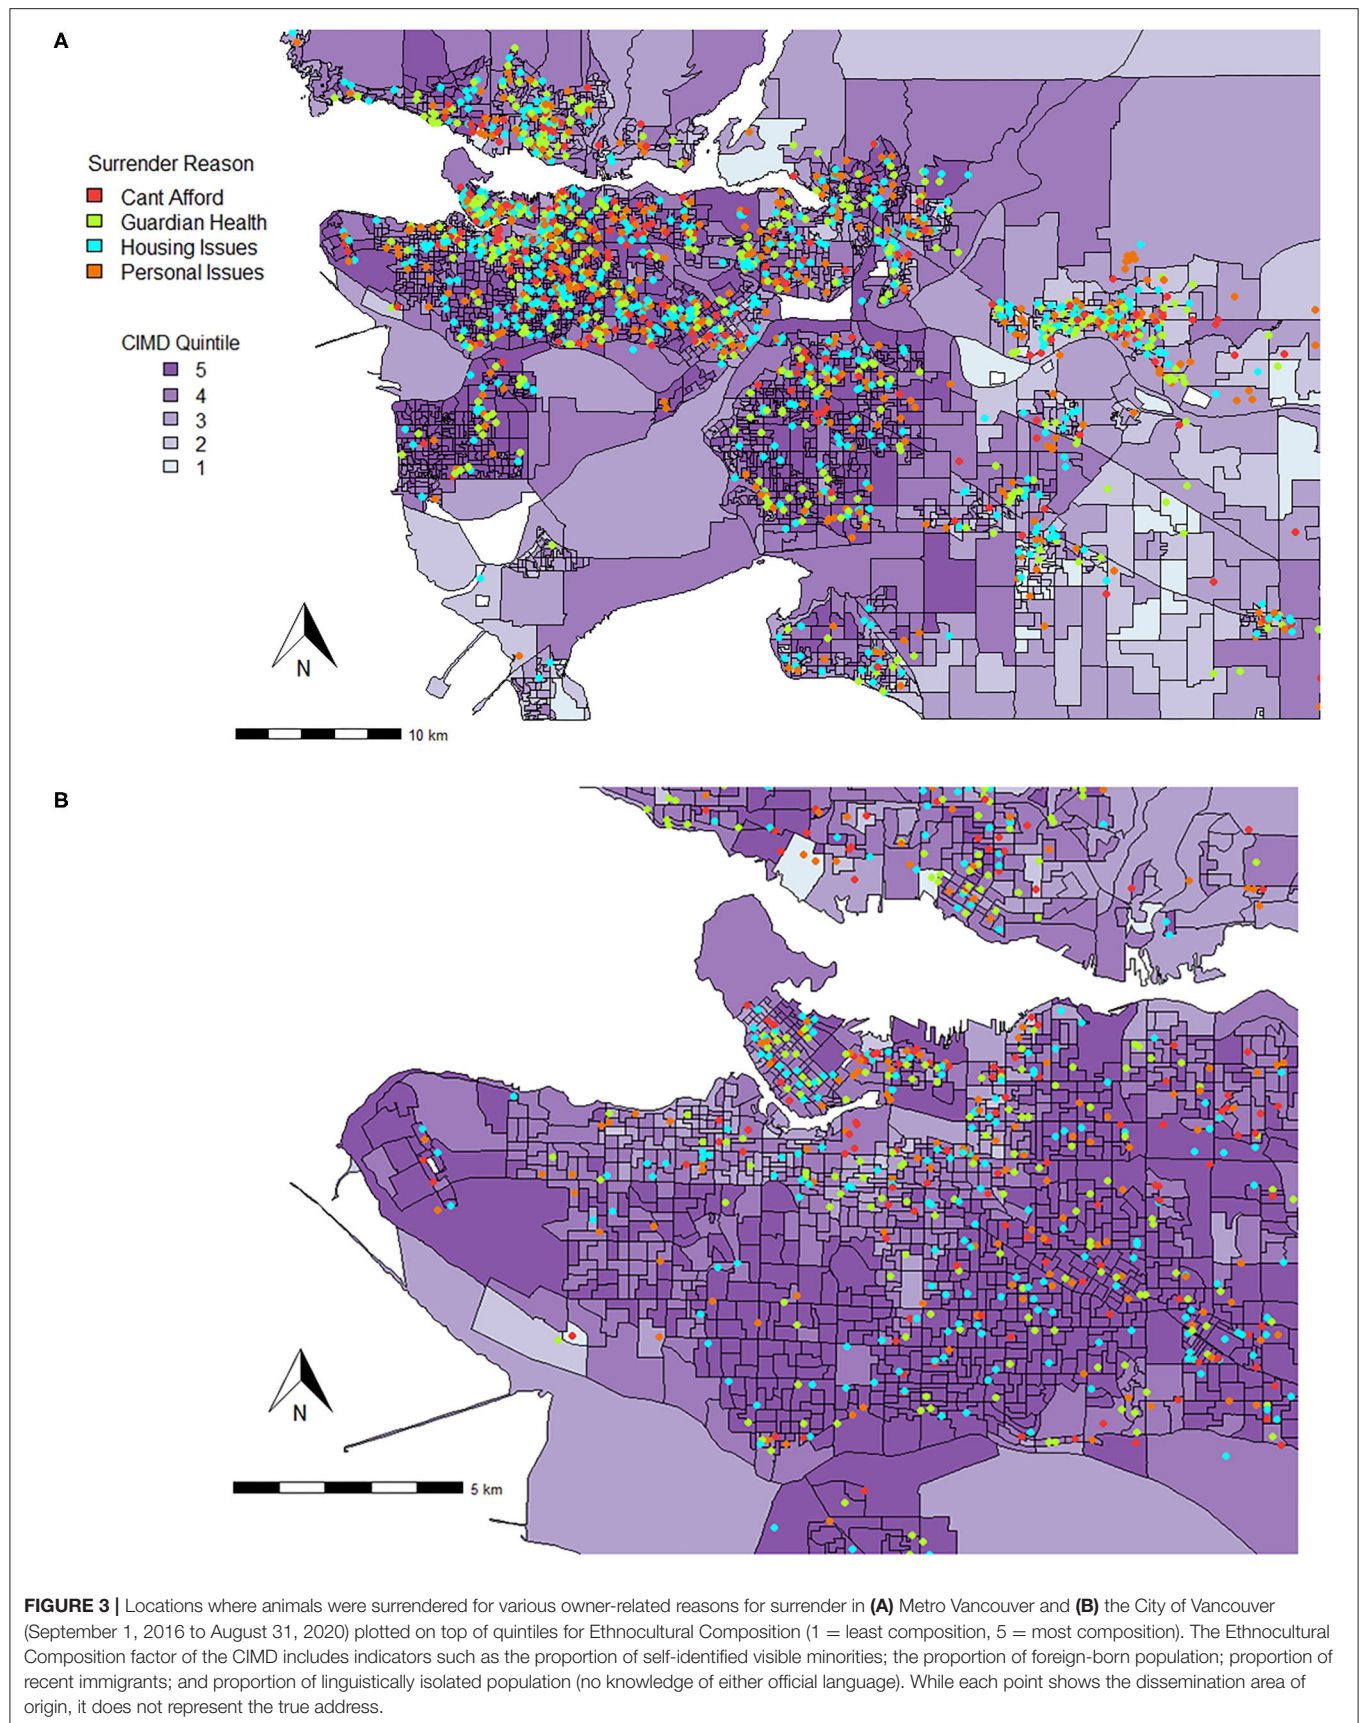 A
Surrender Reason
Cant Afford
Guardian Health
Housing Issues
Personal Issues
CIMD Quintile
5
4
3
2
1
N
10 km
B
N
5 km
FIGURE 3 | Locations where animals were surrendered for various owner-related reasons for surrender in (A) Metro Vancouver and (B) the City of Vancouver
(September 1, 2016 to August 31, 2020) plotted on top of quintiles for Ethnocultural Composition (1 = least composition, 5 = most composition). The Ethnocultural
Composition factor of the CIMD includes indicators such as the proportion of self-identified visible minorities; the proportion of foreign-born population; proportion of
recent immigrants; and proportion of linguistically isolated population (no knowledge of either official language). While each point shows the dissemination area of
origin, it does not represent the true address.